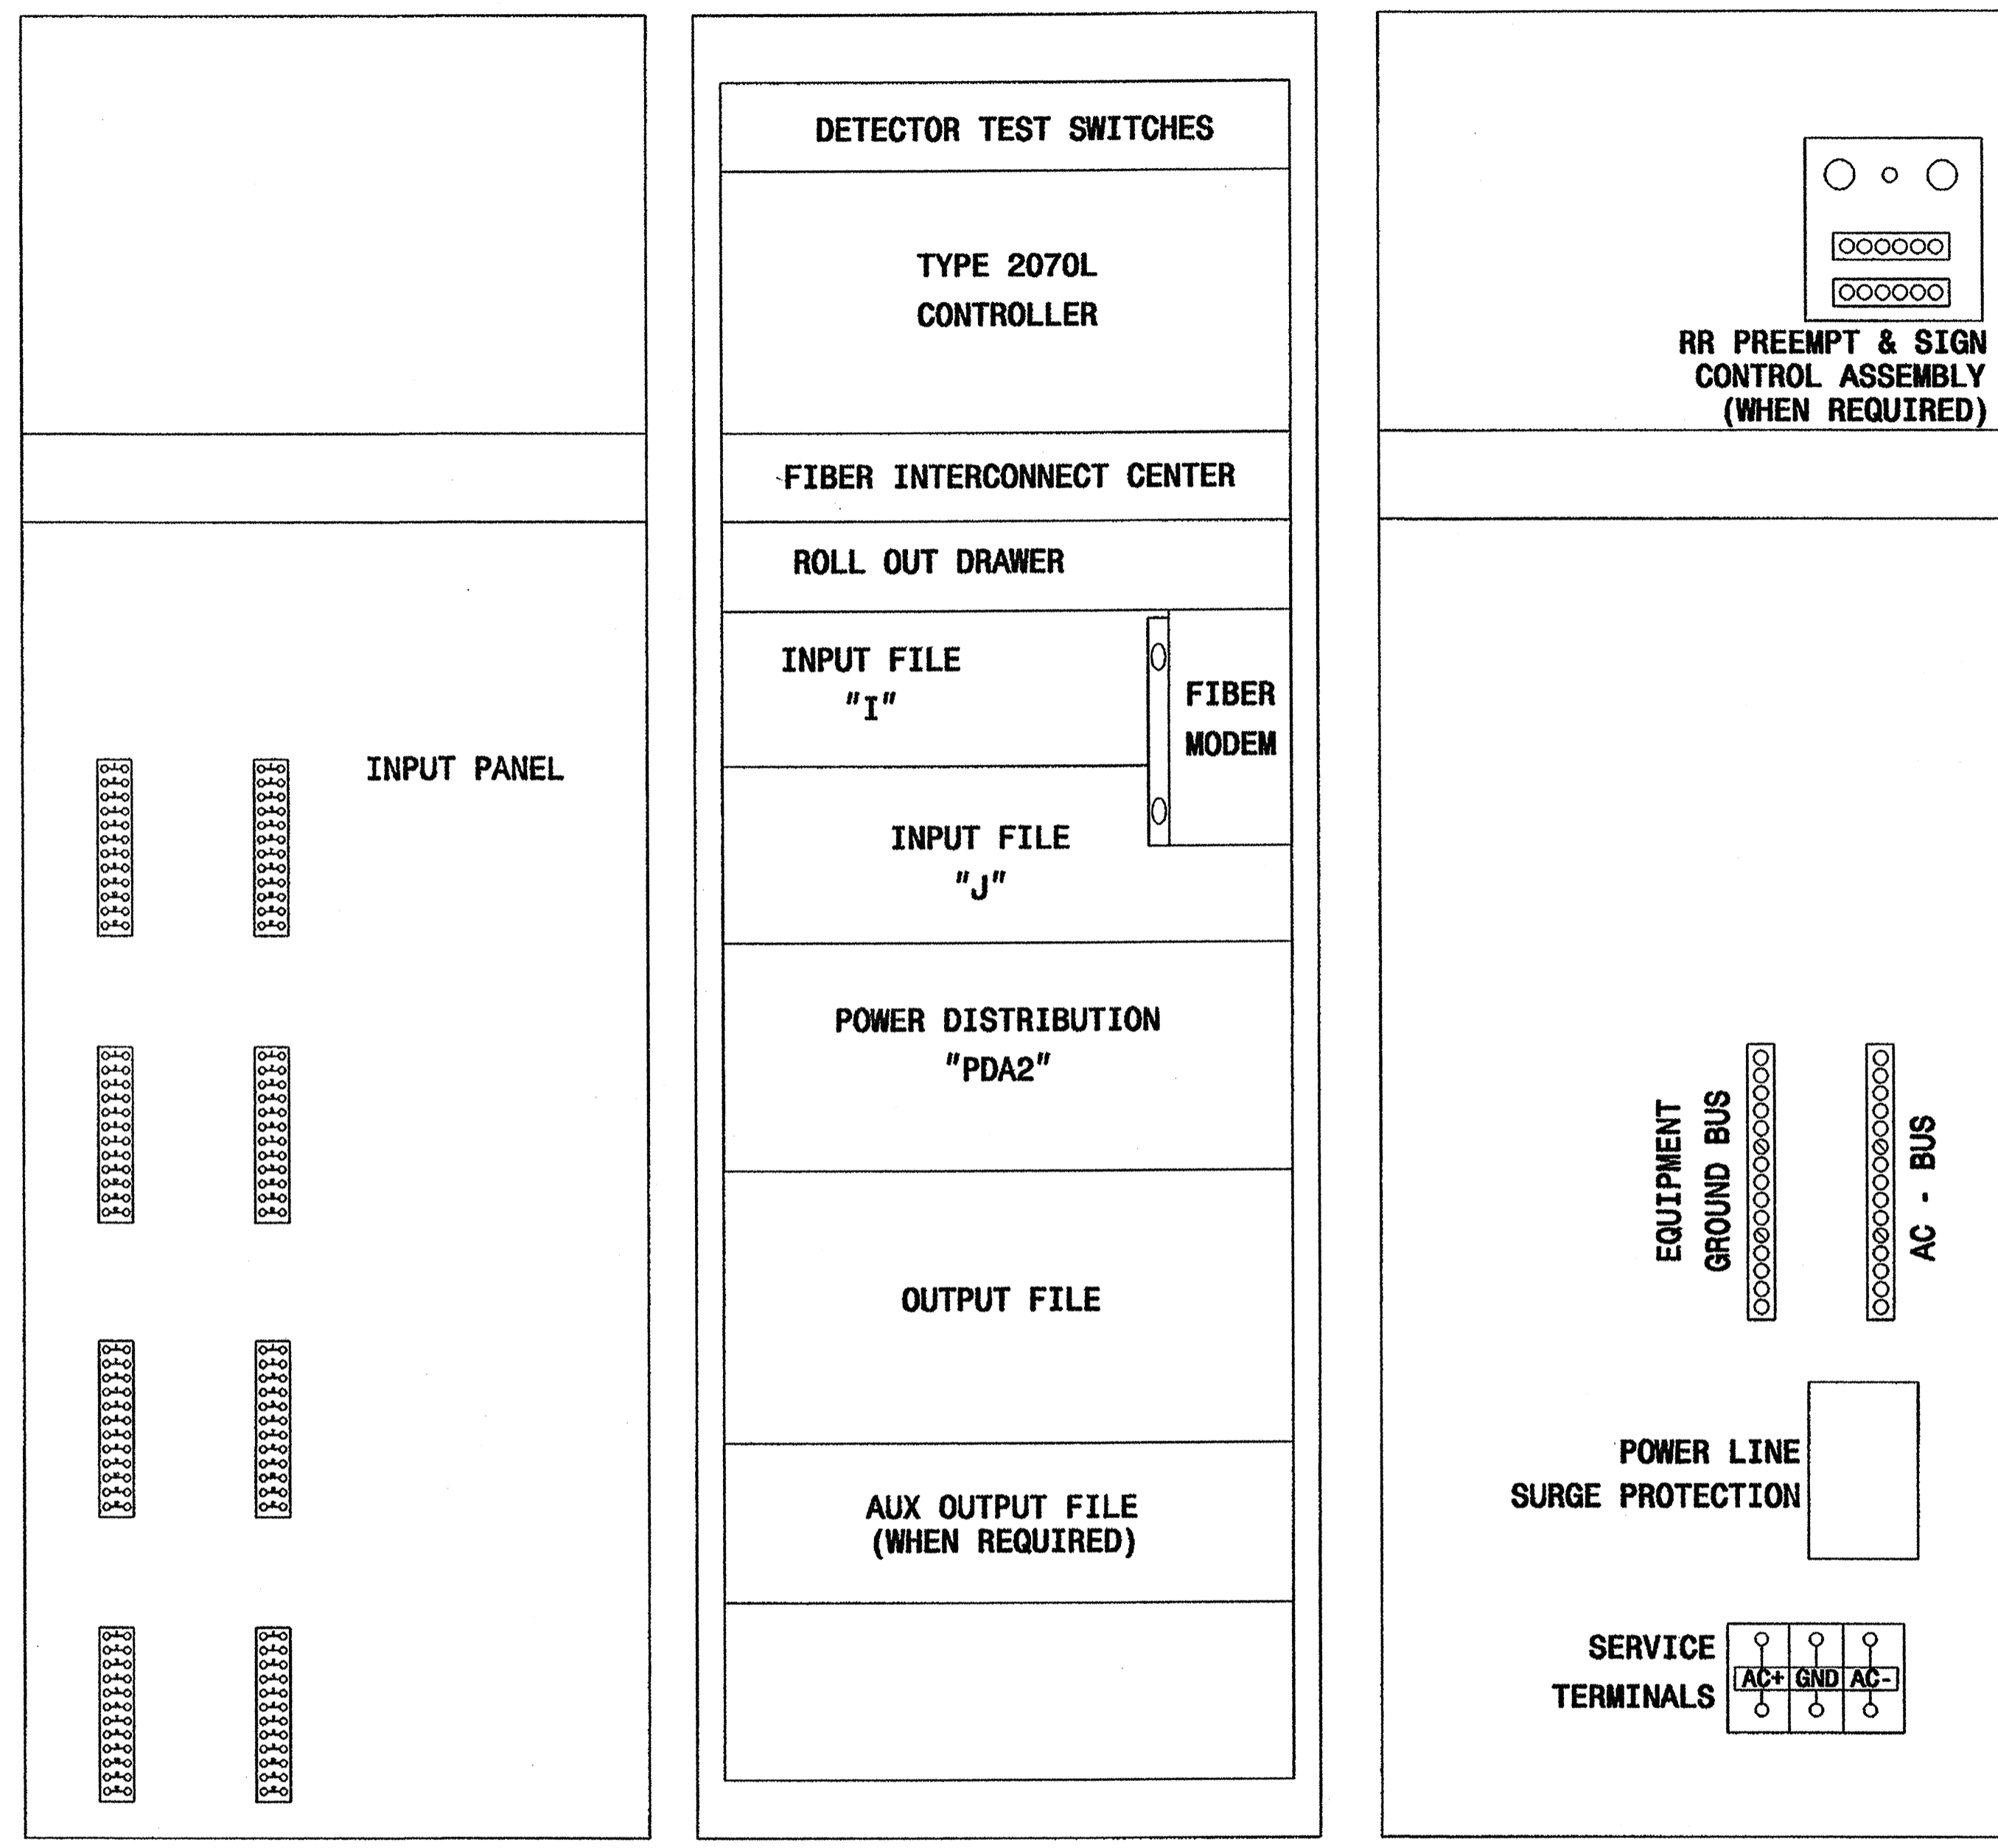 INPUT PANEL
DETECTOR TEST SWITCHES
TYPE 2070L
CONTROLLER
FIBER INTERCONNECT CENTER
ROLL OUT DRAWER
INPUT FILE
"I"
FIBER
MODEM
INPUT FILE
"J"
POWER DISTRIBUTION
"PDA2"
OUTPUT FILE
AUX OUTPUT FILE
(WHEN REQUIRED)
RR PREEMPT & SIGN
CONTROL ASSEMBLY
(WHEN REQUIRED)
EQUIPMENT
GROUND BUS
AC - BUS
POWER LINE
SURGE PROTECTION
SERVICE
TERMINALS
AC+ GND AC-